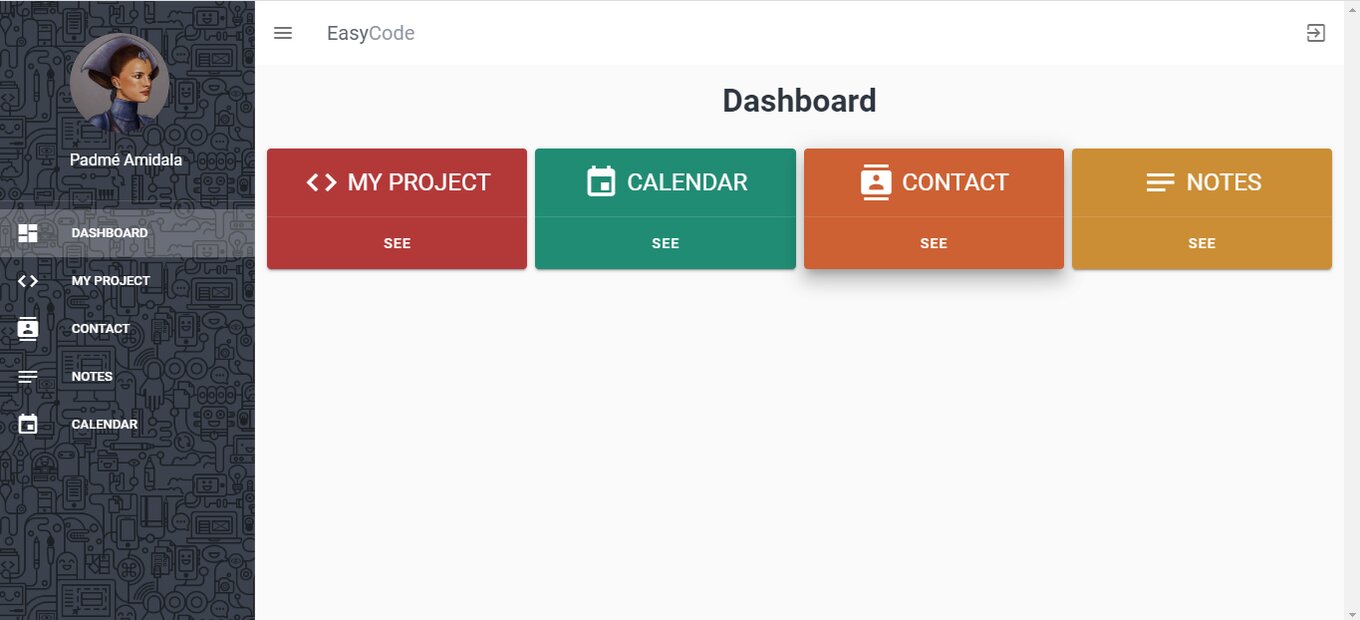 Padmé Amidala
DASHBOARD
MY PROJECT
CONTACT
NOTES
CALENDAR
EasyCode
Dashboard
MY PROJECT
SEE
CALENDAR
SEE
CONTACT
SEE
NOTES
SEE